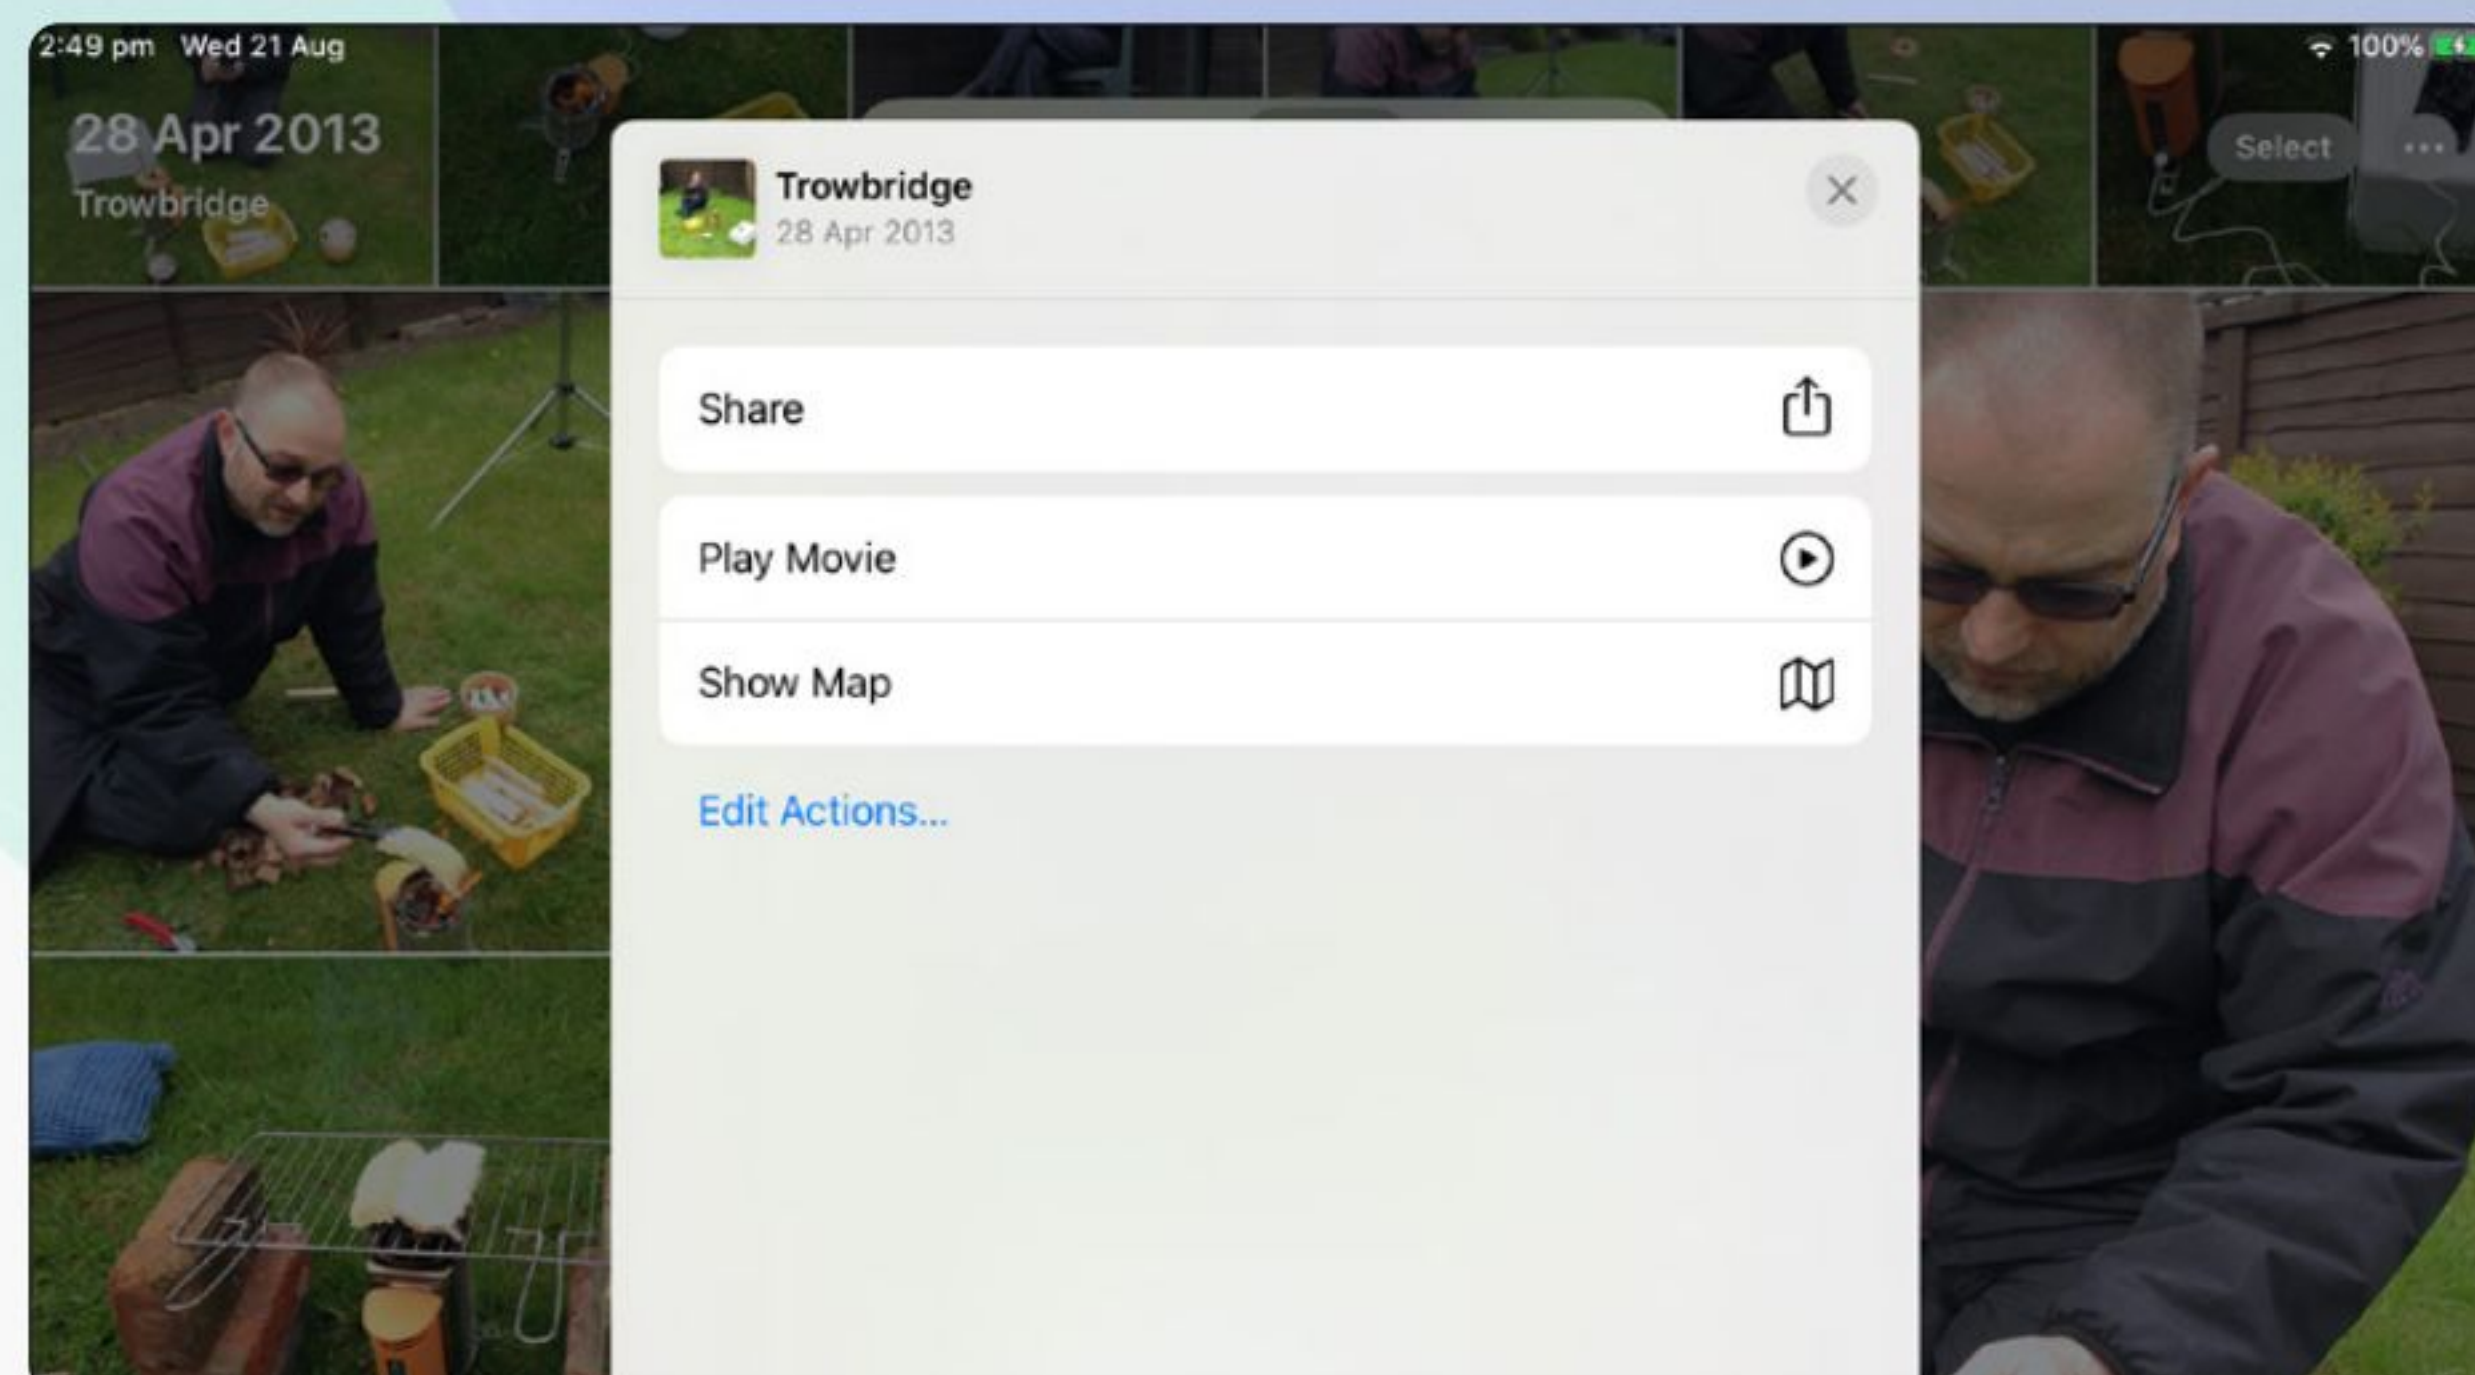 2:49 pm Wed 21 Aug
100%
28 Apr 2013
Trowbridge
Select
Trowbridge
28 Apr 2013
Share
Play Movie
Show Map
Edit Actions...